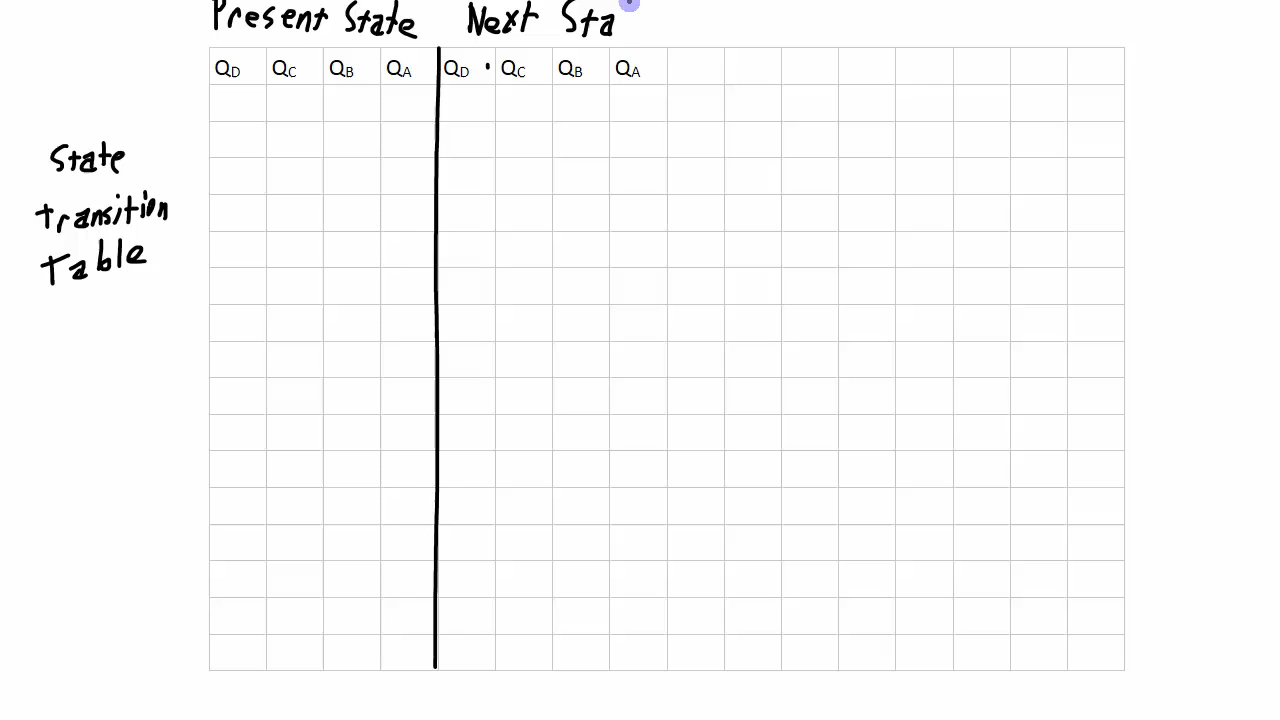 Present State Next Sta
QD QC QB QA QD QC QB QA
State
transition
Table